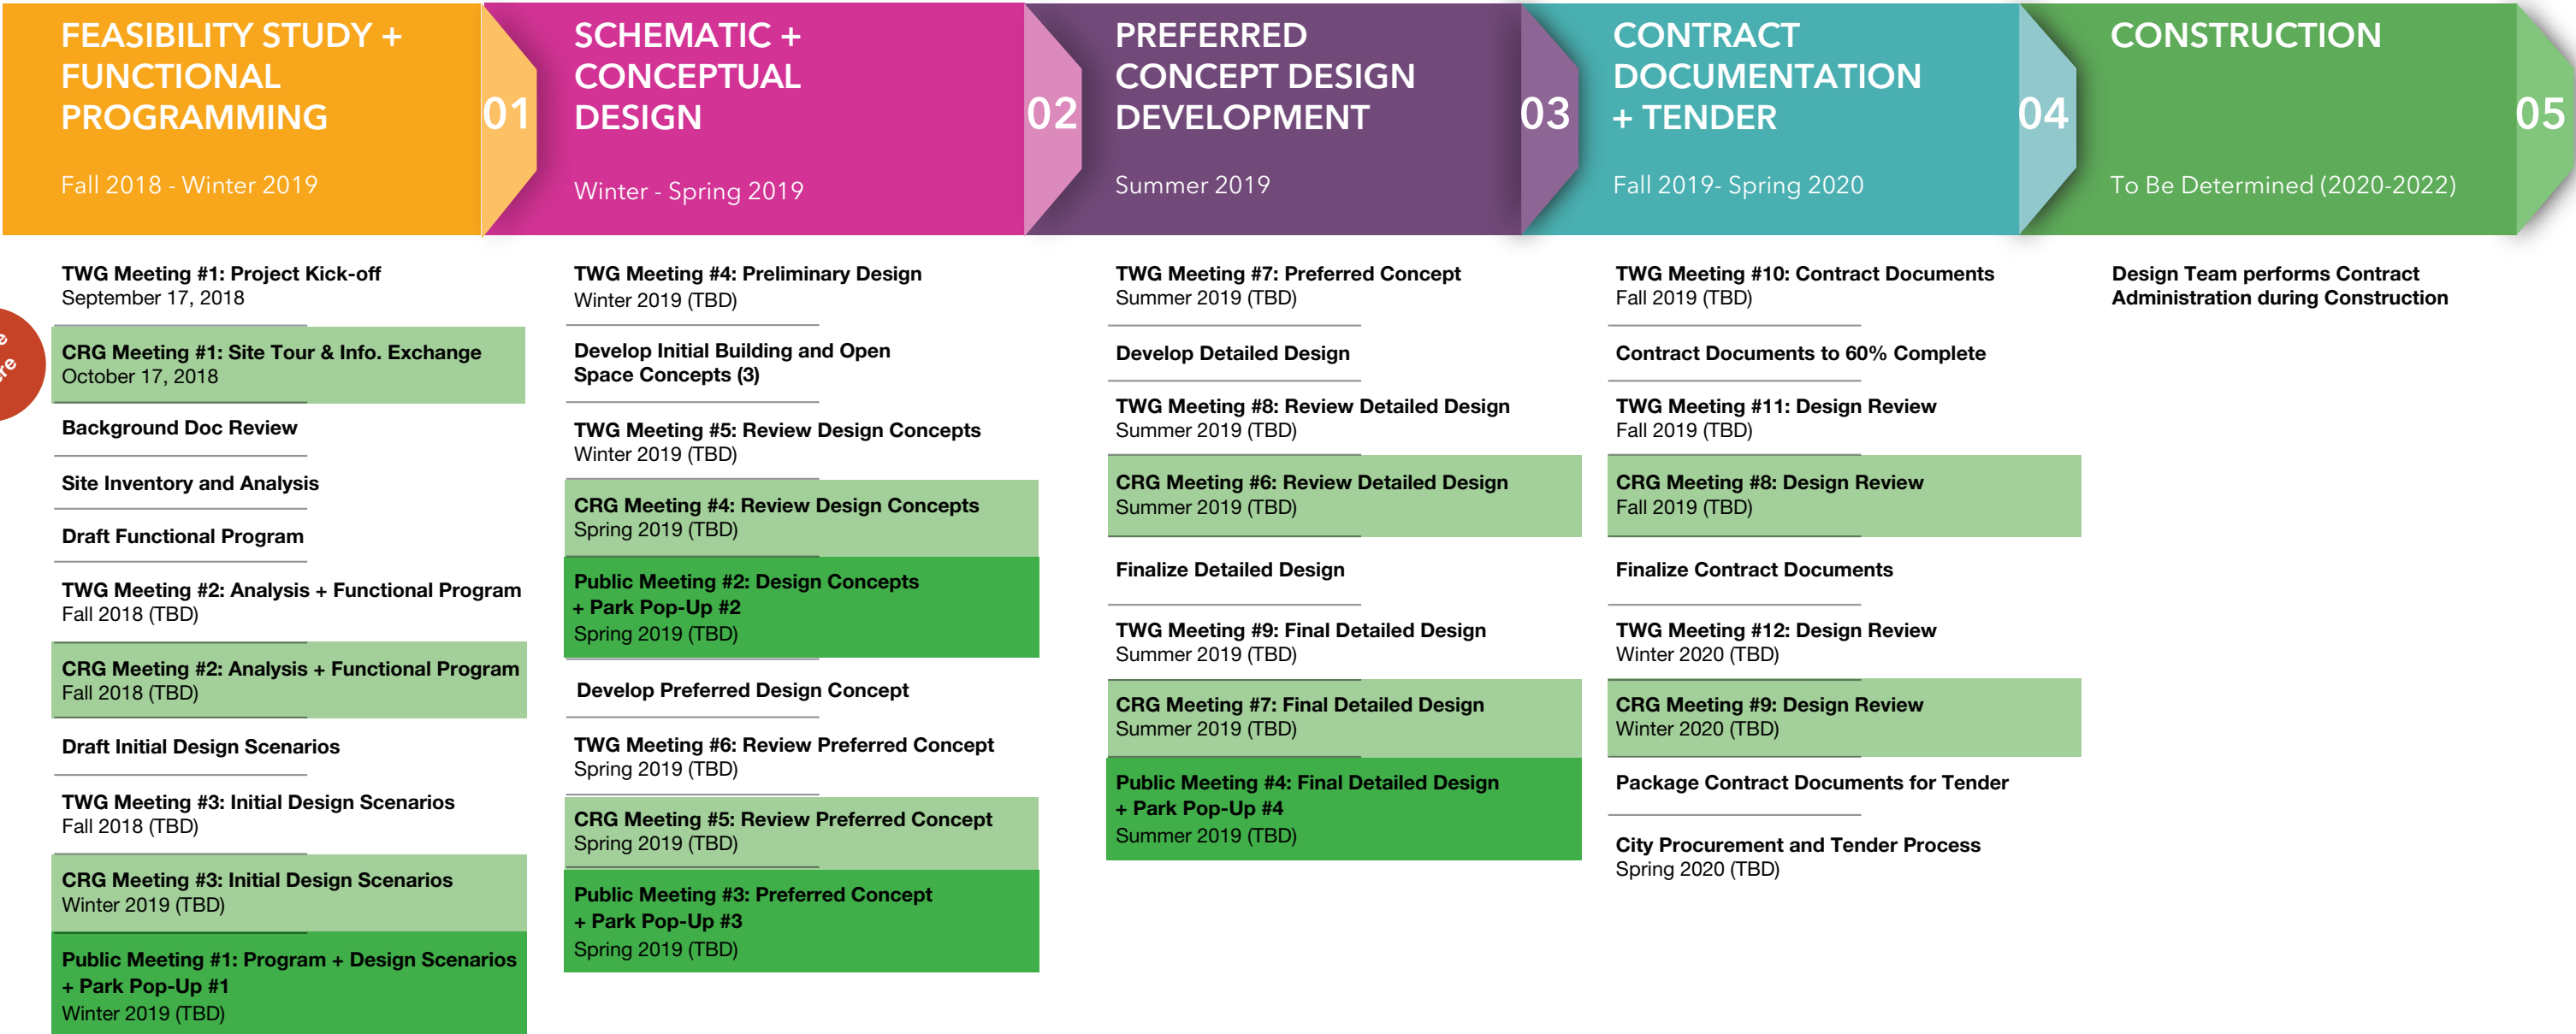 FEASIBILITY STUDY +
FUNCTIONAL
PROGRAMMING
Fall 2018 - Winter 2019
01
SCHEMATIC +
CONCEPTUAL
DESIGN
Winter - Spring 2019
02
PREFERRED
CONCEPT DESIGN
DEVELOPMENT
Summer 2019
03
CONTRACT
DOCUMENTATION
+ TENDER
Fall 2019- Spring 2020
04
CONSTRUCTION
To Be Determined (2020-2022)
05
TWG Meeting #1: Project Kick-off
September 17, 2018
CRG Meeting #1: Site Tour & Info. Exchange
October 17, 2018
Background Doc Review
Site Inventory and Analysis
Draft Functional Program
TWG Meeting #2: Analysis + Functional Program
Fall 2018 (TBD)
CRG Meeting #2: Analysis + Functional Program
Fall 2018 (TBD)
Draft Initial Design Scenarios
TWG Meeting #3: Initial Design Scenarios
Fall 2018 (TBD)
CRG Meeting #3: Initial Design Scenarios
Winter 2019 (TBD)
Public Meeting #1: Program + Design Scenarios
+ Park Pop-Up #1
Winter 2019 (TBD)
TWG Meeting #4: Preliminary Design
Winter 2019 (TBD)
Develop Initial Building and Open
Space Concepts (3)
TWG Meeting #5: Review Design Concepts
Winter 2019 (TBD)
CRG Meeting #4: Review Design Concepts
Spring 2019 (TBD)
Public Meeting #2: Design Concepts
+ Park Pop-Up #2
Spring 2019 (TBD)
Develop Preferred Design Concept
TWG Meeting #6: Review Preferred Concept
Spring 2019 (TBD)
CRG Meeting #5: Review Preferred Concept
Spring 2019 (TBD)
Public Meeting #3: Preferred Concept
+ Park Pop-Up #3
Spring 2019 (TBD)
TWG Meeting #7: Preferred Concept
Summer 2019 (TBD)
Develop Detailed Design
TWG Meeting #8: Review Detailed Design
Summer 2019 (TBD)
CRG Meeting #6: Review Detailed Design
Summer 2019 (TBD)
Finalize Detailed Design
TWG Meeting #9: Final Detailed Design
Summer 2019 (TBD)
CRG Meeting #7: Final Detailed Design
Summer 2019 (TBD)
Public Meeting #4: Final Detailed Design
+ Park Pop-Up #4
Summer 2019 (TBD)
TWG Meeting #10: Contract Documents
Fall 2019 (TBD)
Contract Documents to 60% Complete
TWG Meeting #11: Design Review
Fall 2019 (TBD)
CRG Meeting #8: Design Review
Fall 2019 (TBD)
Finalize Contract Documents
TWG Meeting #12: Design Review
Winter 2020 (TBD)
CRG Meeting #9: Design Review
Winter 2020 (TBD)
Package Contract Documents for Tender
City Procurement and Tender Process
Spring 2020 (TBD)
Design Team performs Contract
Administration during Construction